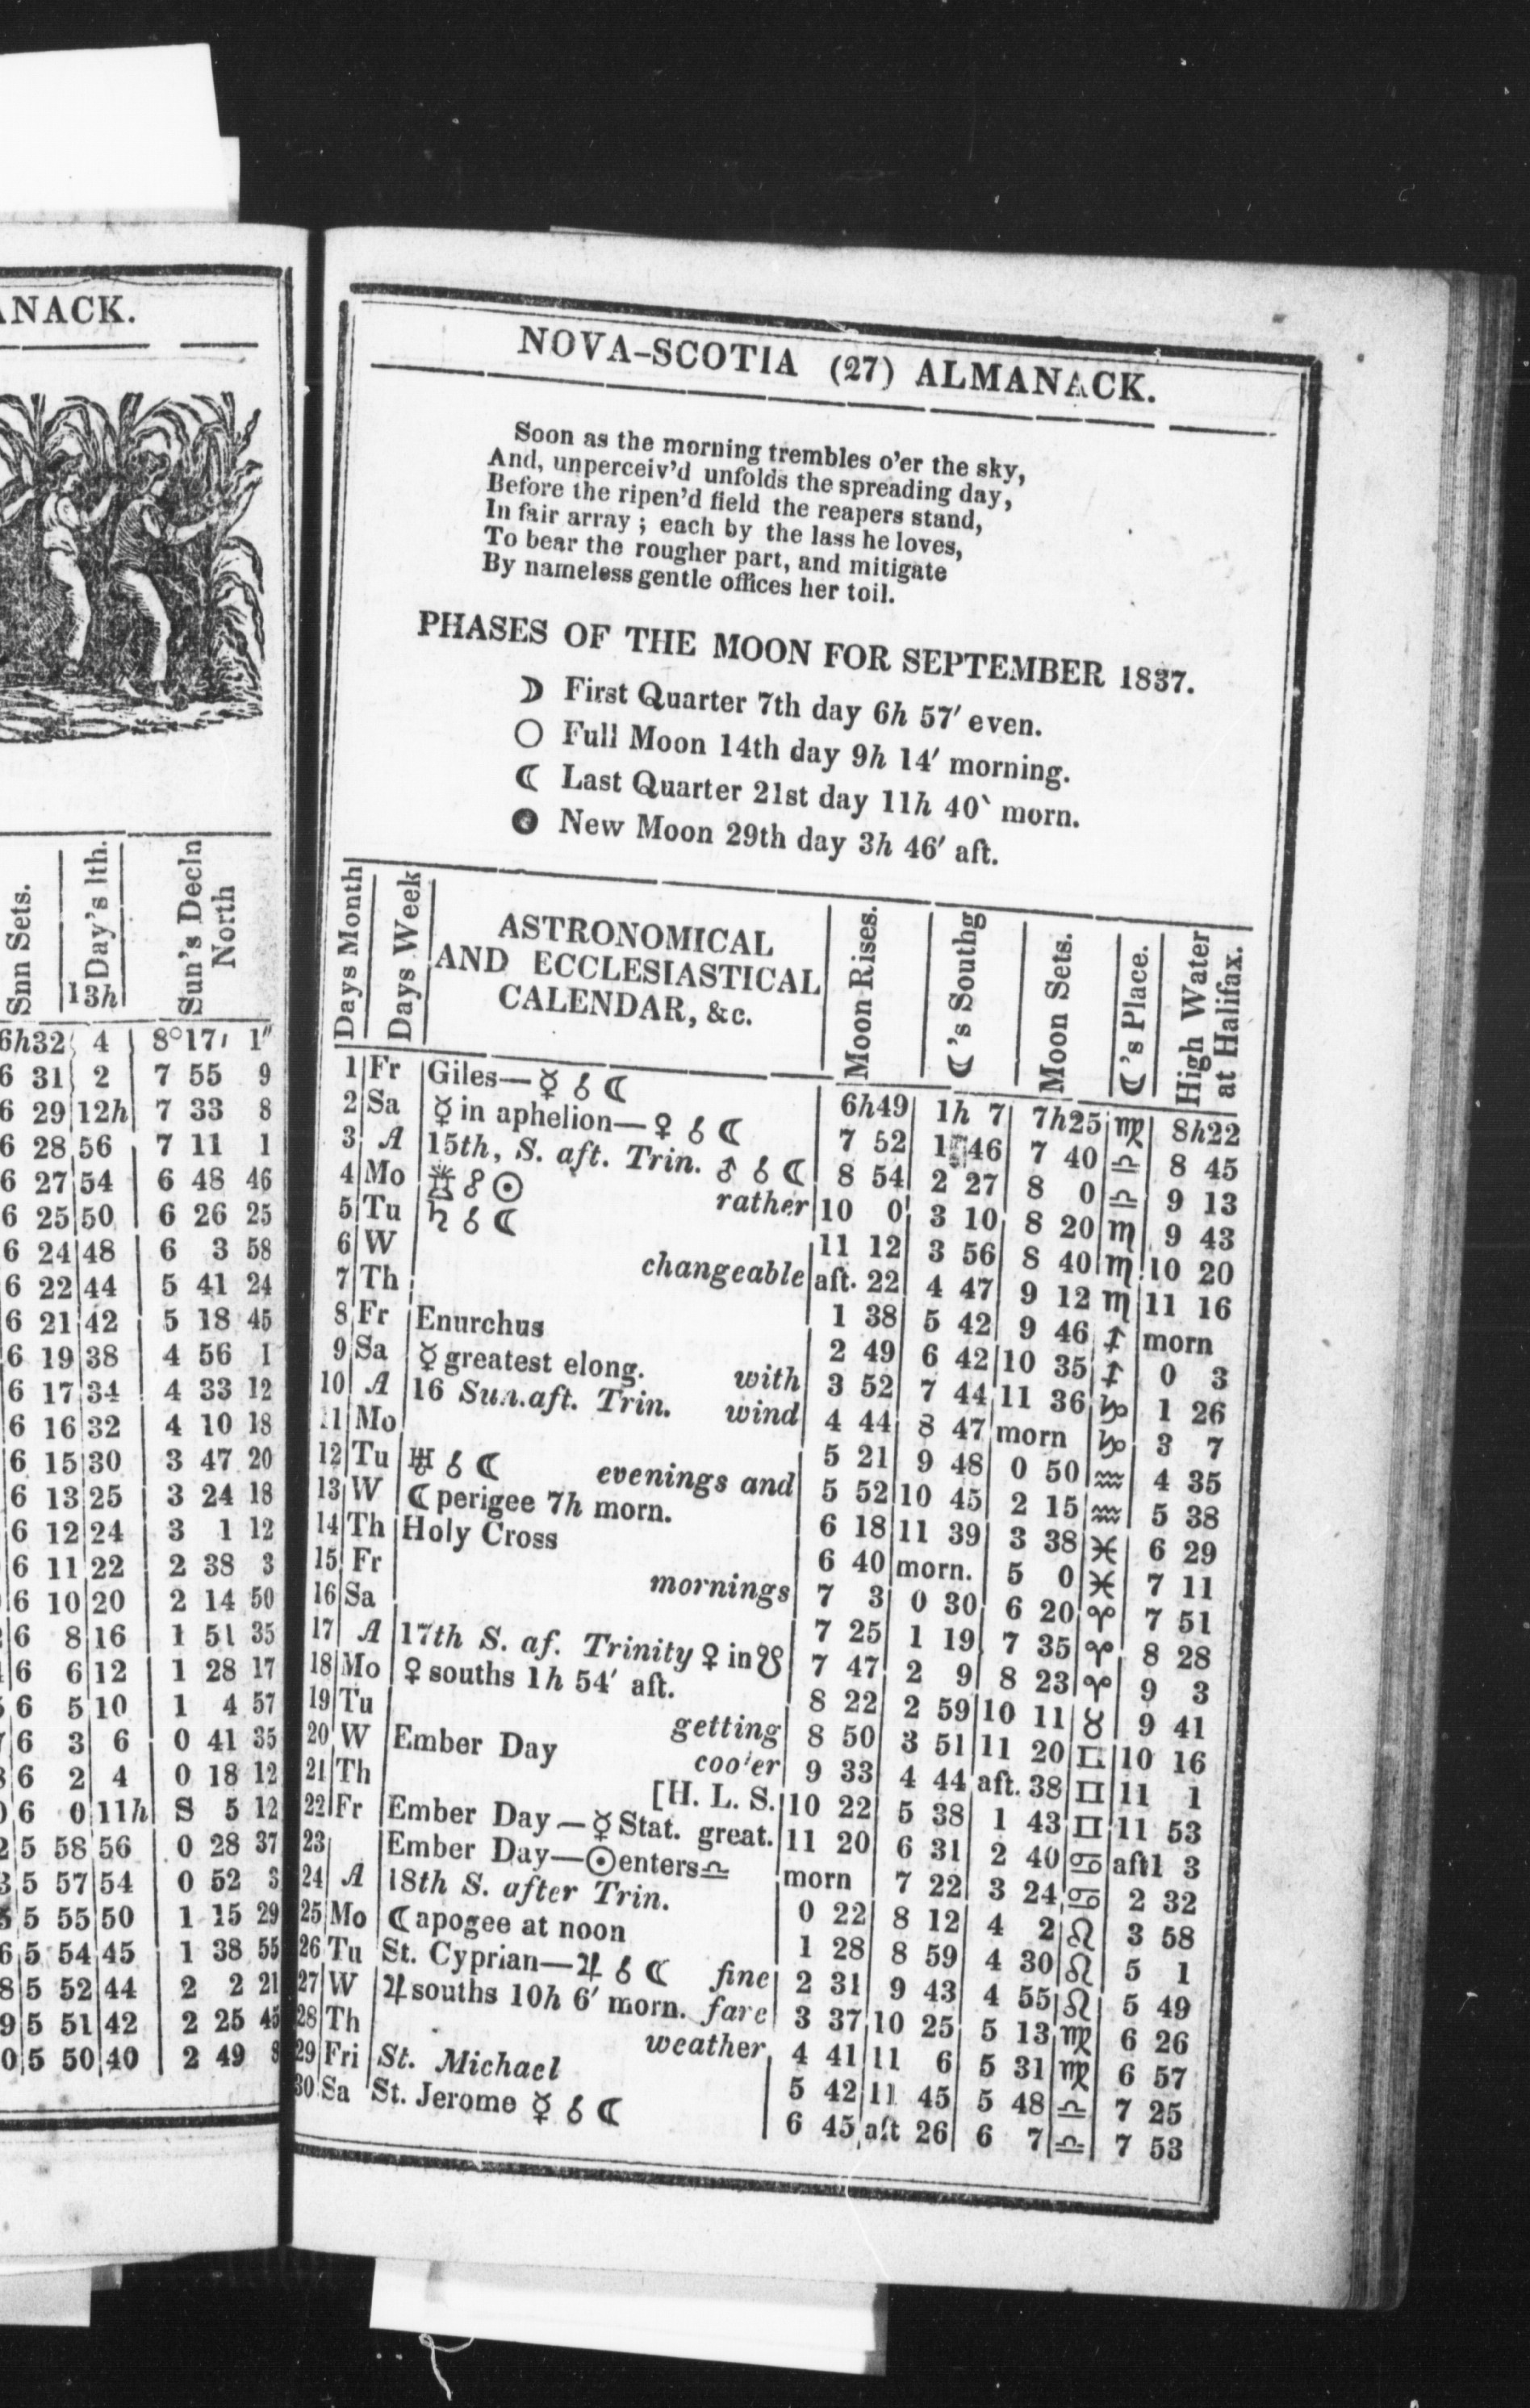 ANACK.
Snn Sets.
Day's lth.
13h
Sun's Decln
North
6h32 4 8°17′ 1″
6 31 2 7 55 9
6 29 12h 7 33 8
6 28 56 7 11 1
6 27 54 6 48 46
6 25 50 6 26 25
6 24 48 6 3 58
6 22 44 5 41 24
6 21 42 5 18 45
6 19 38 4 56 1
6 17 34 4 33 12
6 16 32 4 10 18
6 15 30 3 47 20
6 13 25 3 24 18
6 12 24 3 1 12
6 11 22 2 38 3
6 10 20 2 14 50
6 8 16 1 51 35
6 6 12 1 28 17
6 5 10 1 4 57
6 3 6 0 41 35
6 2 4 0 18 12
6 0 11h S 5 12
5 58 56 0 28 37
5 57 54 0 52 3
5 55 50 1 15 29
5 54 45 1 38 55
5 52 44 2 2 21
5 51 42 2 25 45
5 50 40 2 49 8
NOVA-SCOTIA (27) ALMANACK.
Soon as the morning trembles o'er the sky,
And, unperceiv'd unfolds the spreading day,
Before the ripen'd field the reapers stand,
In fair array; each by the lass he loves,
To bear the rougher part, and mitigate
By nameless gentle offices her toil.
PHASES OF THE MOON FOR SEPTEMBER 1837.
☽ First Quarter 7th day 6h 57′ even.
○ Full Moon 14th day 9h 14′ morning.
☾ Last Quarter 21st day 11h 40‵ morn.
● New Moon 29th day 3h 46′ aft.
Days Month
Days Week
ASTRONOMICAL
AND ECCLESIASTICAL
CALENDAR, &c.
Moon Rises.
☾'s Southg
Moon Sets.
☾'s Place.
High Water
at Halifax.
1 Fr Giles—☿ ☌ ☾ 6h49 1h 7 7h25 ♍ 8h22
2 Sa ☿ in aphelion—♀ ☌ ☾ 7 52 1 46 7 40 ♎ 8 45
3 A 15th, S. aft. Trin. ♂ ☌ ☾ 8 54 2 27 8 0 ♎ 9 13
4 Mo ⚵ ☍ ☉ rather 10 0 3 10 8 20 ♏ 9 43
5 Tu ♄ ☌ ☾ 11 12 3 56 8 40 ♏ 10 20
6 W changeable aft. 22 4 47 9 12 ♏ 11 16
7 Th 1 38 5 42 9 46 ♐ morn
8 Fr Enurchus 2 49 6 42 10 35 ♐ 0 3
9 Sa ☿ greatest elong. with 3 52 7 44 11 36 ♑ 1 26
10 A 16 Sun. aft. Trin. wind 4 44 8 47 morn ♑ 3 7
11 Mo 5 21 9 48 0 50 ♒ 4 35
12 Tu ♅ ☌ ☾ evenings and 5 52 10 45 2 15 ♒ 5 38
13 W ☾ perigee 7h morn. 6 18 11 39 3 38 ♓ 6 29
14 Th Holy Cross 6 40 morn. 5 0 ♓ 7 11
15 Fr mornings 7 3 0 30 6 20 ♈ 7 51
16 Sa 7 25 1 19 7 35 ♈ 8 28
17 A 17th S. af. Trinity ♀ in ☋ 7 47 2 9 8 23 ♈ 9 3
18 Mo ♀ souths 1h 54′ aft. 8 22 2 59 10 11 ♉ 9 41
19 Tu getting 8 50 3 51 11 20 ♊ 10 16
20 W Ember Day cooler 9 33 4 44 aft. 38 ♊ 11 1
21 Th [H. L. S. 10 22 5 38 1 43 ♊ 11 53
22 Fr Ember Day—☿ Stat. great. 11 20 6 31 2 40 ♋ aft1 3
23 Ember Day—☉ enters ♎ morn 7 22 3 24 ♋ 2 32
24 A 18th S. after Trin. 0 22 8 12 4 2 ♌ 3 58
25 Mo ☾ apogee at noon 1 28 8 59 4 30 ♌ 5 1
26 Tu St. Cyprian—♃ ☌ ☾ fine 2 31 9 43 4 55 ♌ 5 49
27 W ♃ souths 10h 6′ morn. fare 3 37 10 25 5 13 ♍ 6 26
28 Th weather 4 41 11 6 5 31 ♍ 6 57
29 Fri St. Michael 5 42 11 45 5 48 ♎ 7 25
30 Sa St. Jerome ☿ ☌ ☾ 6 45 aft 26 6 7 ♎ 7 53